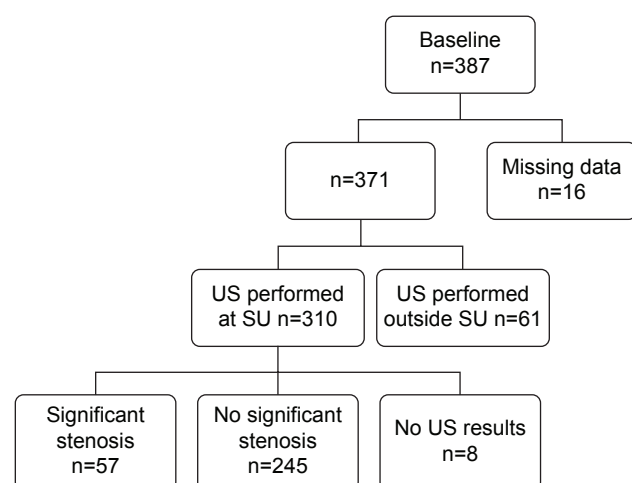 Baseline
n=387
n=371
Missing data
n=16
US performed
at SU n=310
US performed
outside SU n=61
Significant
stenosis
n=57
No significant
stenosis
n=245
No US results
n=8